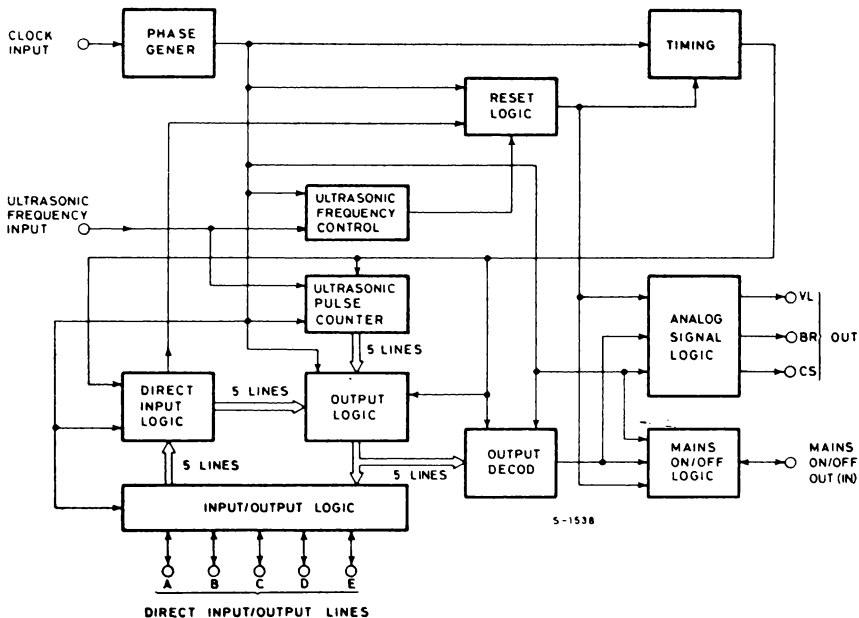 CLOCK
INPUT
PHASE
GENER
TIMING
RESET
LOGIC
ULTRASONIC
FREQUENCY
INPUT
ULTRASONIC
FREQUENCY
CONTROL
ULTRASONIC
PULSE
COUNTER
ANALOG
SIGNAL
LOGIC
VL
BR
CS
OUT
5 LINES
DIRECT
INPUT
LOGIC
5 LINES
OUTPUT
LOGIC
5 LINES
5 LINES
OUTPUT
DECOD
MAINS
ON/OFF
LOGIC
MAINS
ON/OFF
OUT (IN)
INPUT/OUTPUT LOGIC
S-1538
A B C D E
DIRECT INPUT/OUTPUT LINES